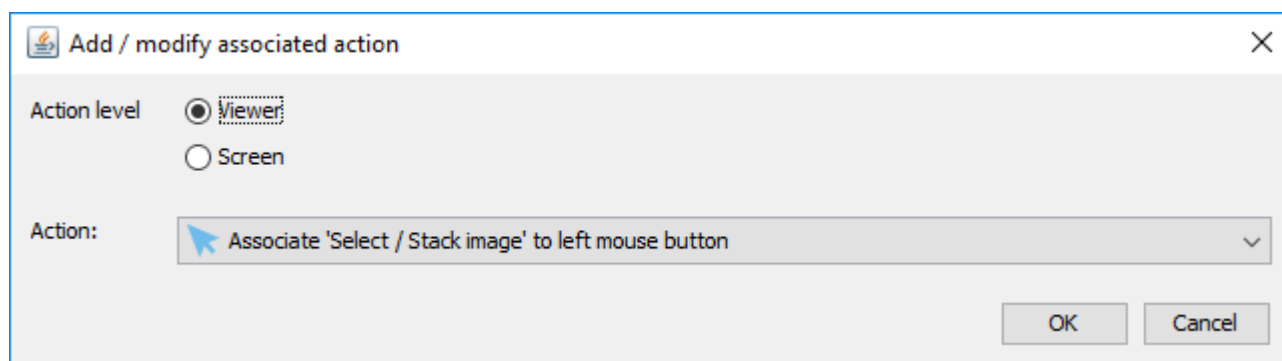 Add / modify associated action
Action level
Viewer
Screen
Action:
Associate 'Select / Stack image' to left mouse button
OK
Cancel